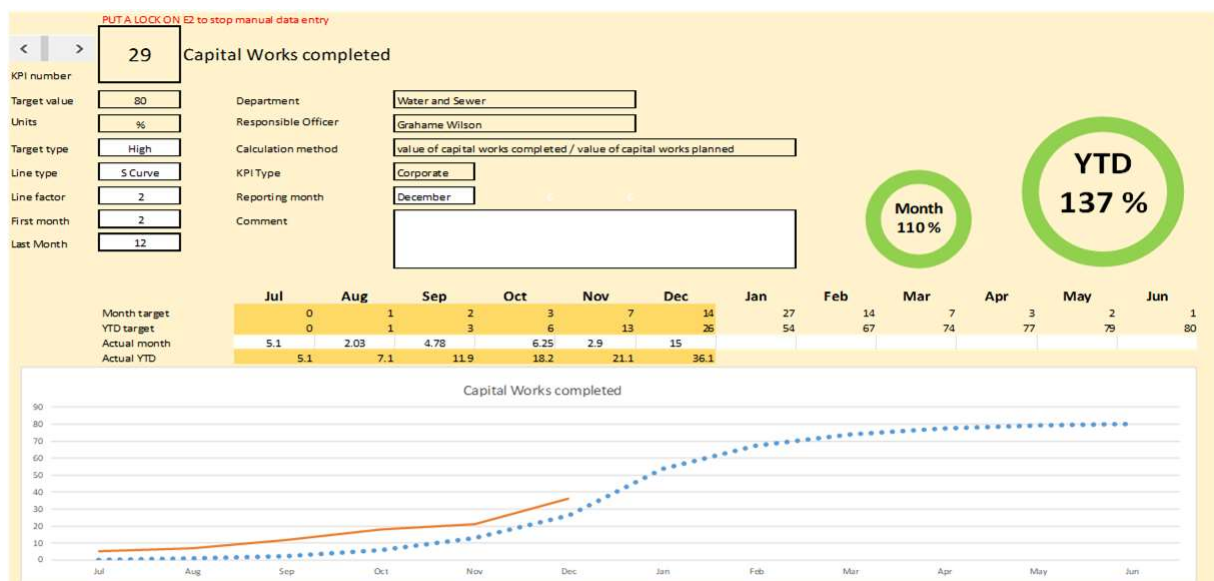 PUT A LOCK ON E2 to stop manual data entry
< >
29 Capital Works completed
KPI number
Target value 80 Department Water and Sewer
Units % Responsible Officer Grahame Wilson
Target type High Calculation method value of capital works completed / value of capital works planned
Line type S Curve KPI Type Corporate
Line factor 2 Reporting month December
First month 2 Comment
Last Month 12
Month
110 %
YTD
137 %
Jul Aug Sep Oct Nov Dec Jan Feb Mar Apr May Jun
Month target 0 1 2 3 7 14 27 14 7 3 2 1
YTD target 0 1 3 6 13 26 54 67 74 77 79 80
Actual month 5.1 2.03 4.78 6.25 2.9 15
Actual YTD 5.1 7.1 11.9 18.2 21.1 36.1
Capital Works completed
90
80
70
60
50
40
30
20
10
0
Jul Aug Sep Oct Nov Dec Jan Feb Mar Apr May Jun